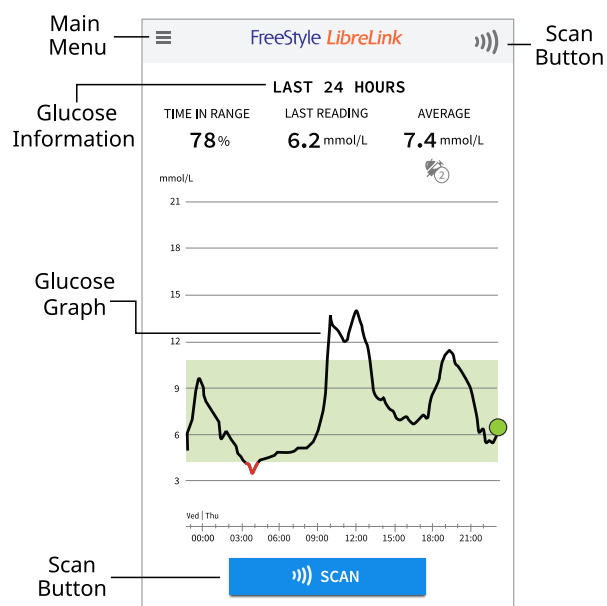 Main
Menu
FreeStyle LibreLink
Scan
Button
LAST 24 HOURS
Glucose
Information
TIME IN RANGE LAST READING AVERAGE
78% 6.2 mmol/L 7.4 mmol/L
2
mmol/L
21
18
15
Glucose
Graph
12
9
6
3
Wed | Thu
00:00 03:00 06:00 09:00 12:00 15:00 18:00 21:00
Scan
Button
SCAN